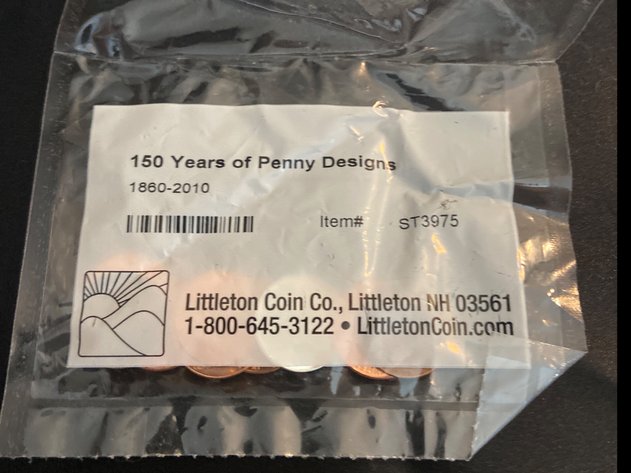 150 Years of Penny Designs
1860-2010
Item# ST3975
Littleton Coin Co., Littleton NH 03561
1-800-645-3122 • LittletonCoin.com